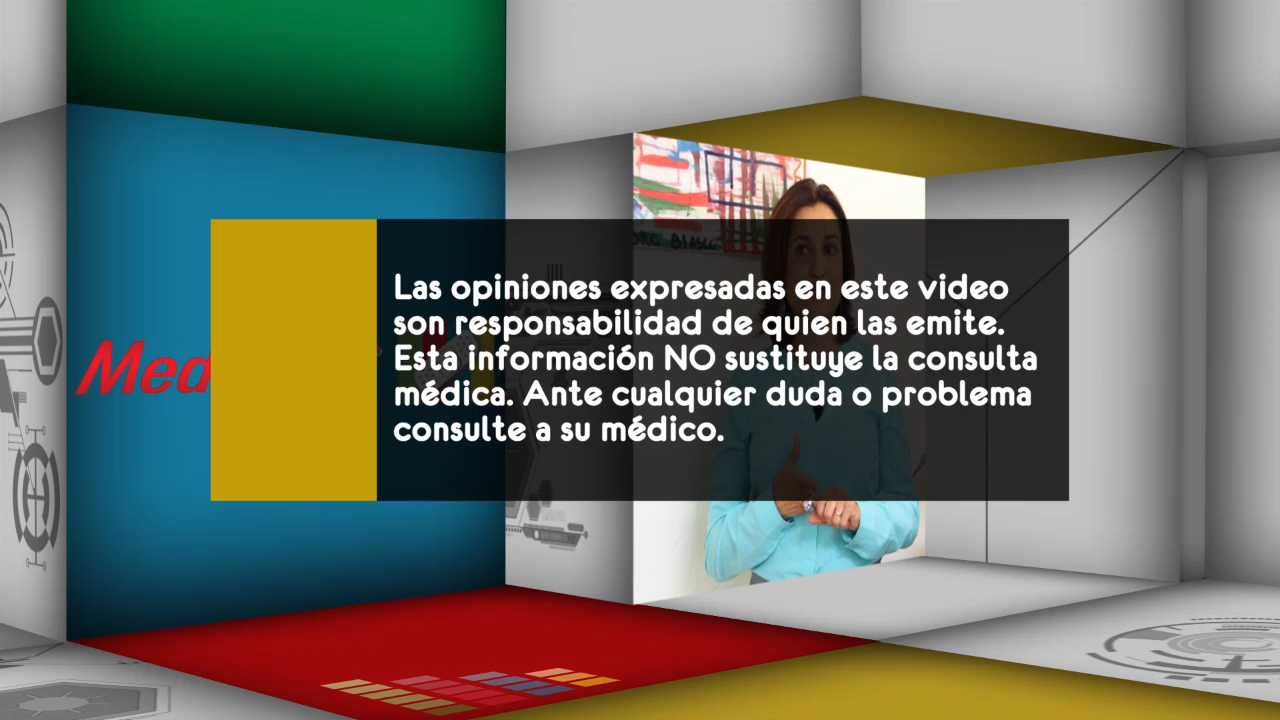 Las opiniones expresadas en este video
son responsabilidad de quien las emite.
Esta información NO sustituye la consulta
médica. Ante cualquier duda o problema
consulte a su médico.
Med